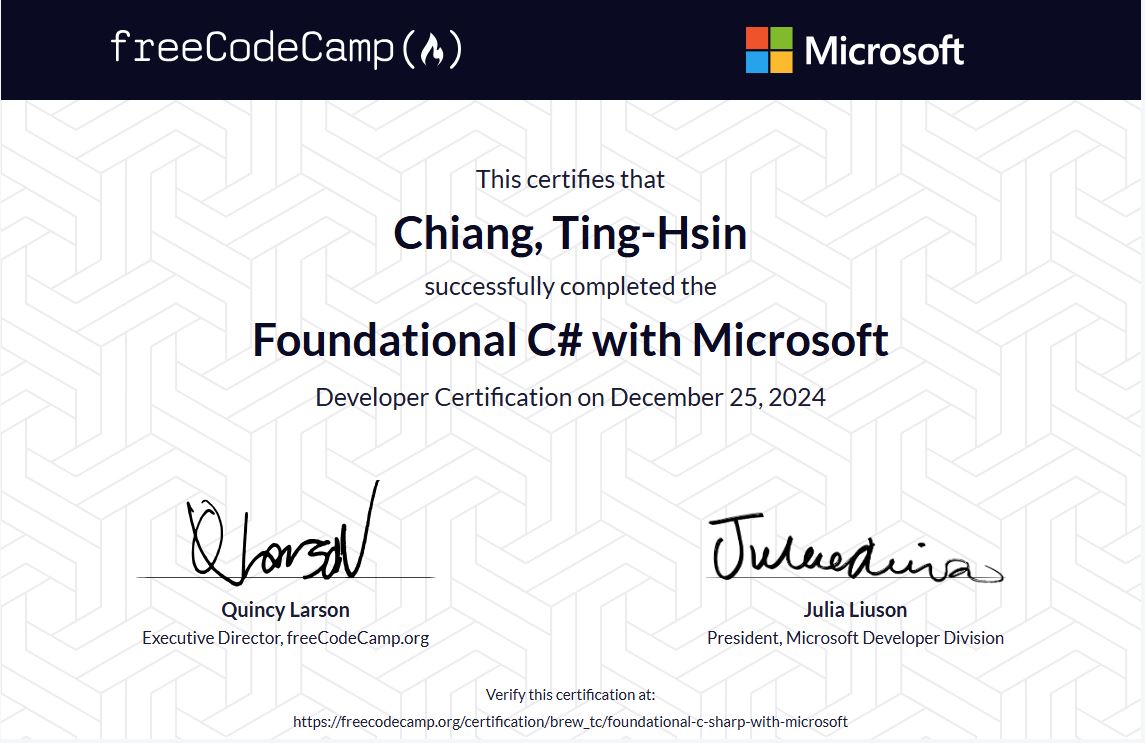 freeCodeCamp(🔥)
Microsoft
This certifies that
Chiang, Ting-Hsin
successfully completed the
Foundational C# with Microsoft
Developer Certification on December 25, 2024
Quincy Larson
Executive Director, freeCodeCamp.org
Julia Liuson
President, Microsoft Developer Division
Verify this certification at:
https://freecodecamp.org/certification/brew_tc/foundational-c-sharp-with-microsoft